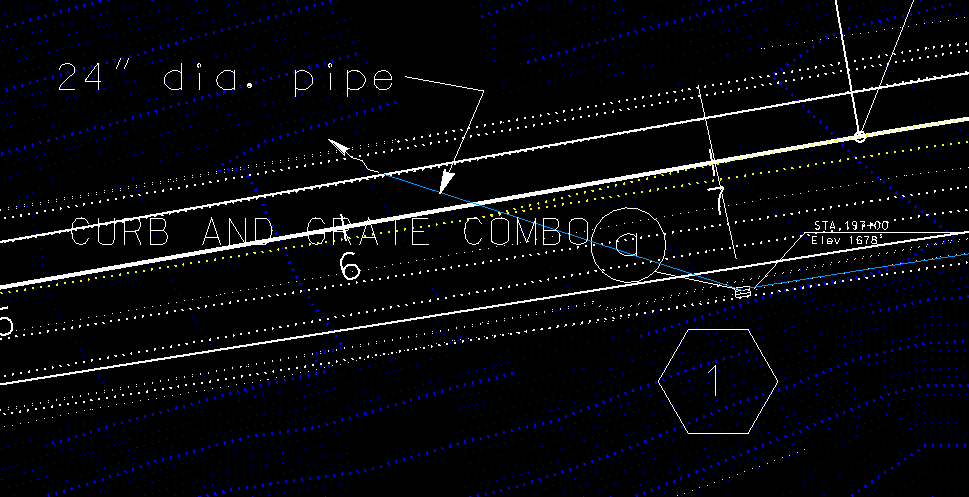 24" dia. pipe
7
STA.197+00
CURB AND GRATE COMBO
a
Elev 1678'
6
5
1